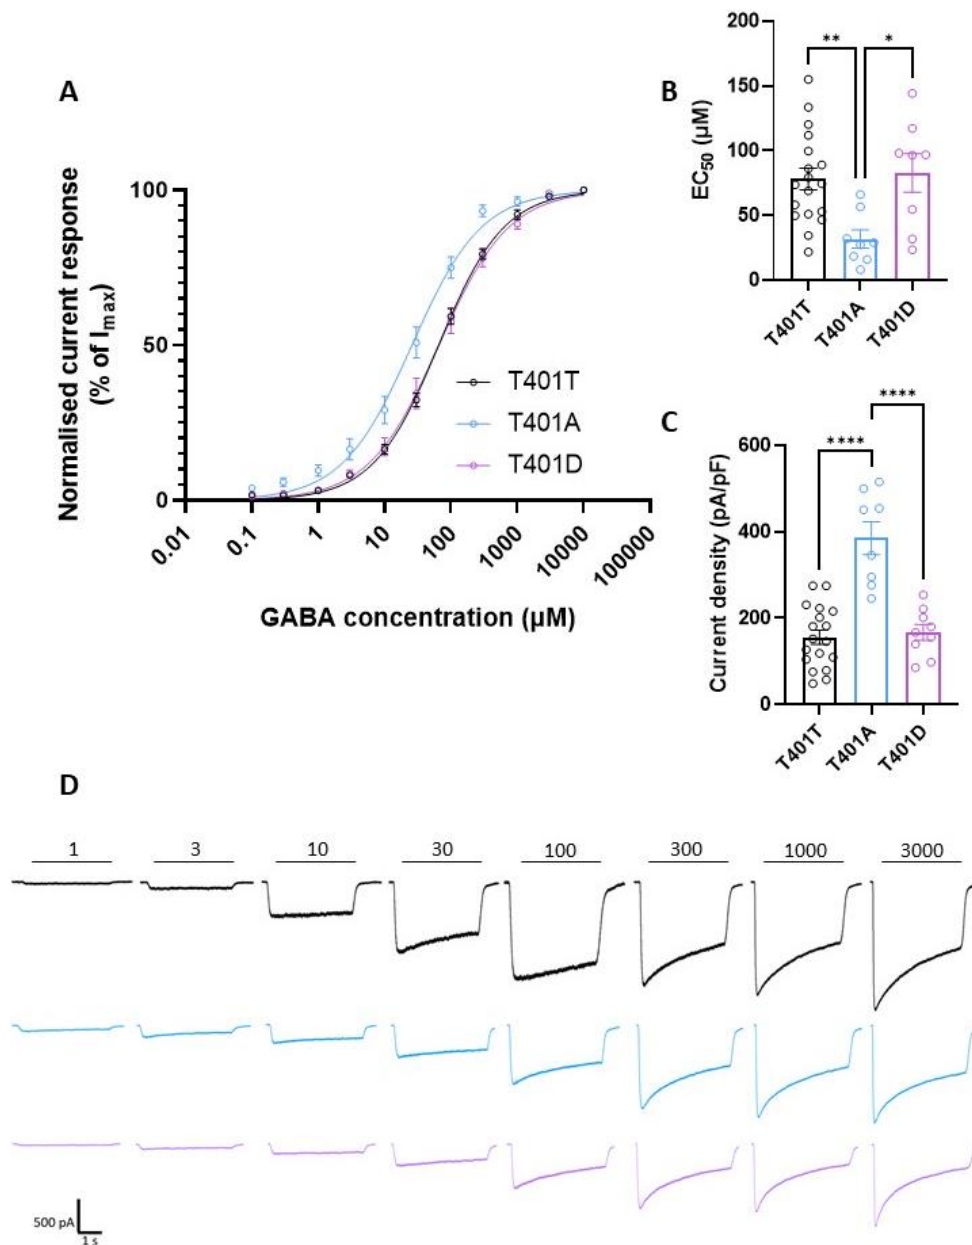 A
Normalised current response
(% of Imax)
100
50
0
0.01
0.1
1
10
100
1000
10000
100000
GABA concentration (µM)
T401T
T401A
T401D
B
EC50 (µM)
200
150
100
50
0
**
*
T401T
T401A
T401D
C
Current density (pA/pF)
600
400
200
0
****
****
T401T
T401A
T401D
D
1 3 10 30 100 300 1000 3000
500 pA
1 s